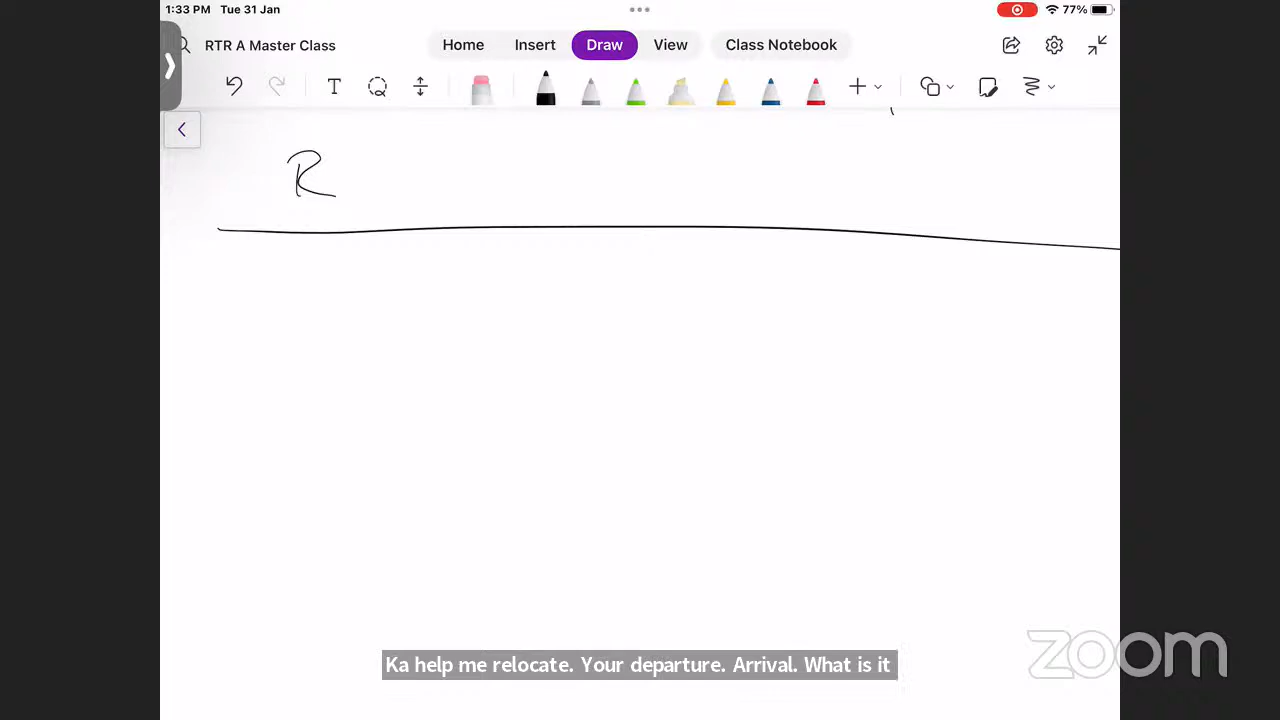 1:33 PM Tue 31 Jan 77%
RTR A Master Class Home Insert Draw View Class Notebook
T
R
Ka help me relocate. Your departure. Arrival. What is it
zoom